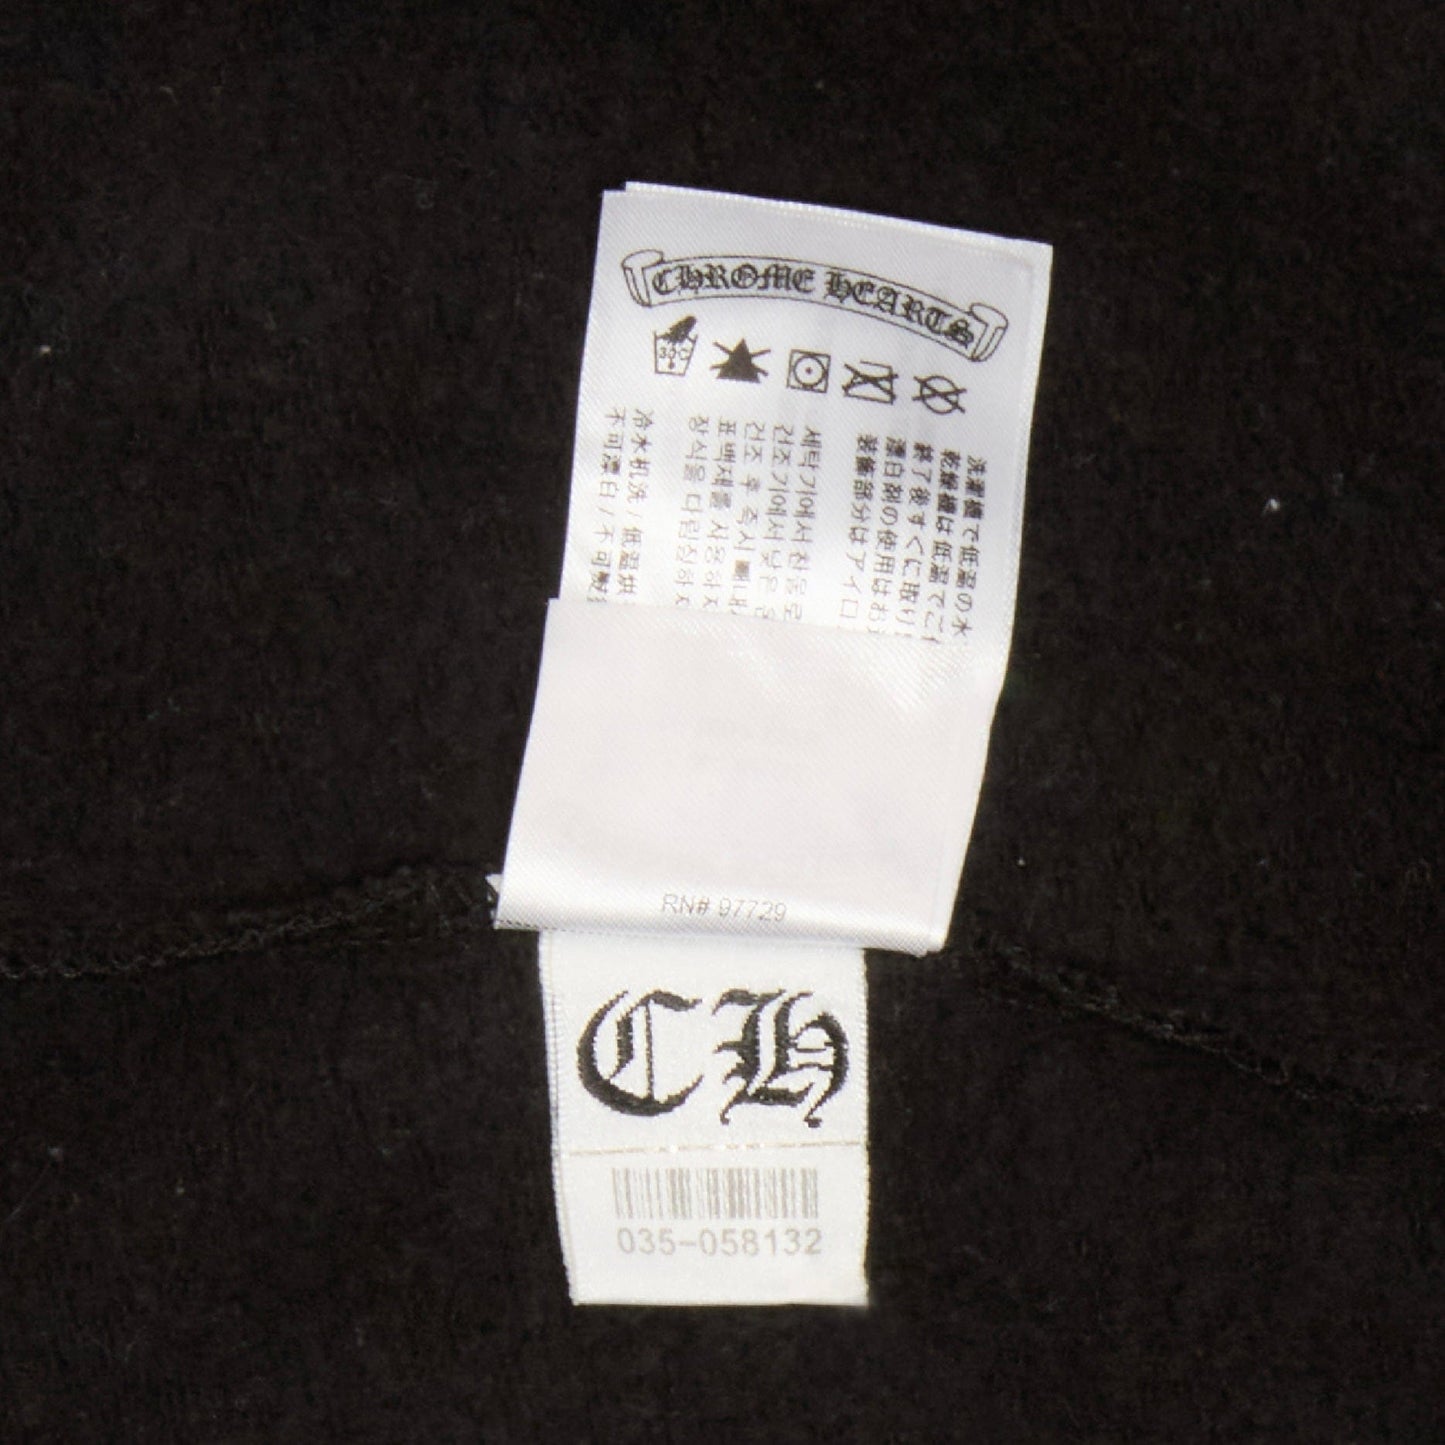 CHROME HEARTS
30C
洗濯機で低温の水
乾燥機は低温でご
終了後すぐに取り
漂白剤の使用はお
装飾部分はアイロ
세탁기에서 찬물로
건조기에서 낮은
건조 후 즉시 빼내
표백제를 사용하지
장식을 다림질하지
冷水机洗/低温烘
不可漂白/不可熨
RN# 97729
CH
035-058132